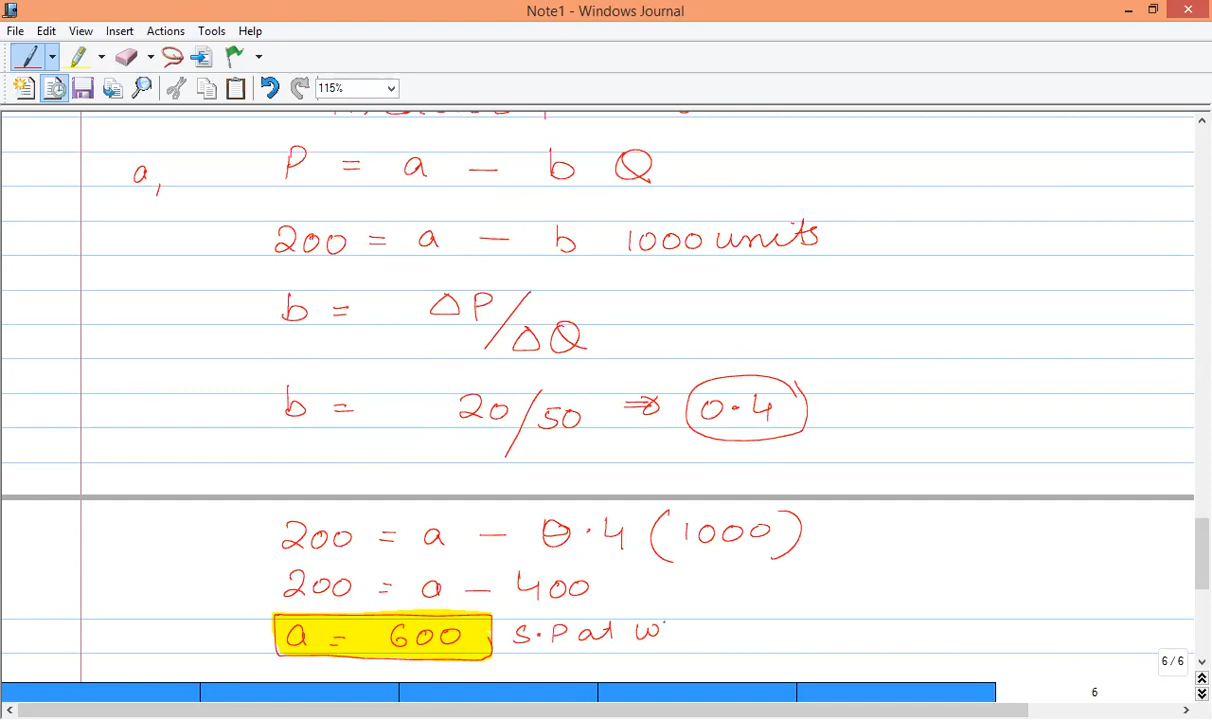 Note1 - Windows Journal
File Edit View Insert Actions Tools Help
115%
a, P = a - b Q
200 = a - b 1000 units
b = ΔP/ΔQ
b = 20/50 ⇒ 0.4
200 = a - 0.4 (1000)
200 = a - 400
a = 600, S.P at w
6 / 6
6